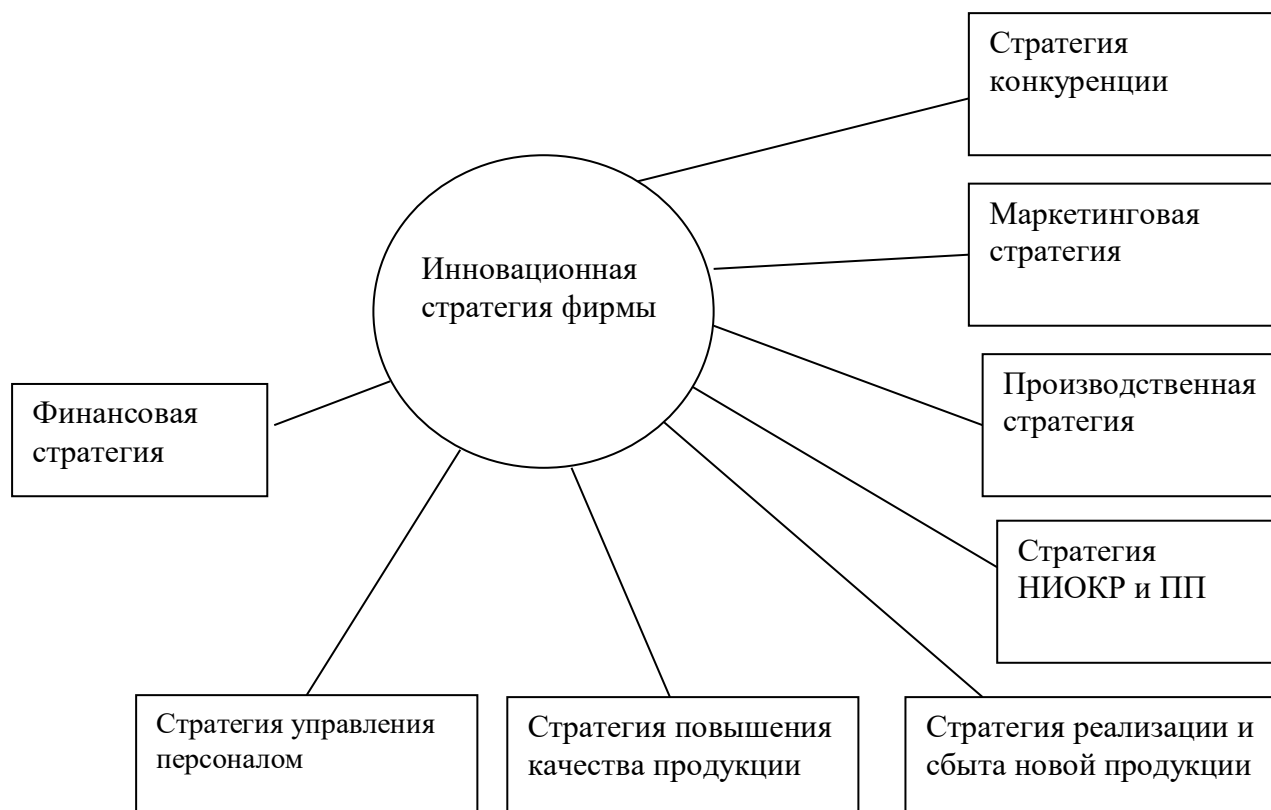 Стратегия
конкуренции
Маркетинговая
стратегия
Инновационная
стратегия фирмы
Производственная
стратегия
Финансовая
стратегия
Стратегия
НИОКР и ПП
Стратегия управления
персоналом
Стратегия повышения
качества продукции
Стратегия реализации и
сбыта новой продукции